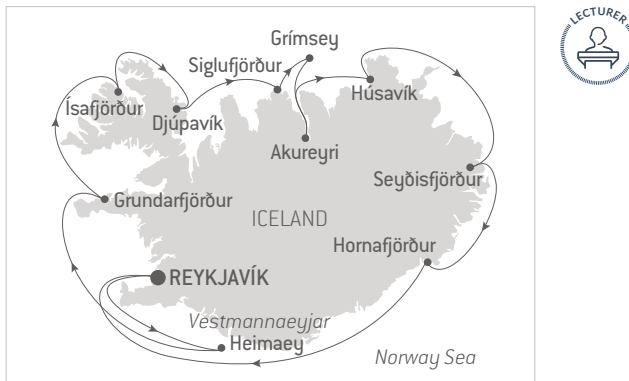 LECTURER
Grímsey
Siglufjörður
Húsavík
Ísafjörður
Djúpavík
Akureyri
Seyðisfjörður
Grundarfjörður
ICELAND
Hornafjörður
REYKJAVÍK
Vestmannaeyjar
Heimaey
Norway Sea